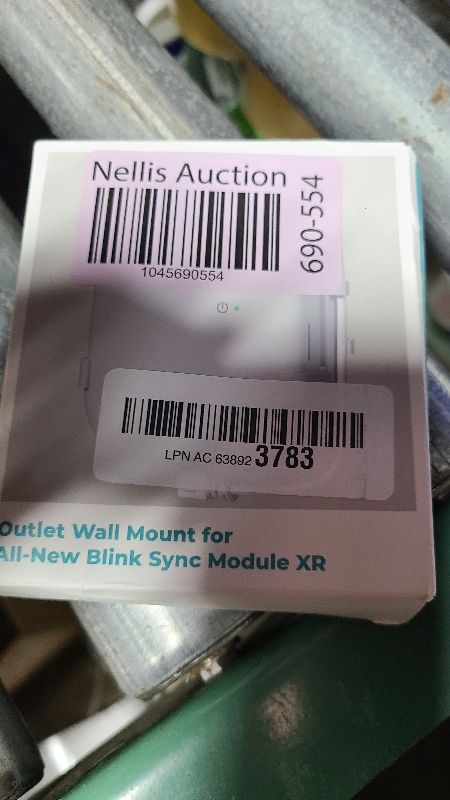 Nellis Auction
690-554
1045690554
LPN AC 63892 3783
Outlet Wall Mount for
All-New Blink Sync Module XR